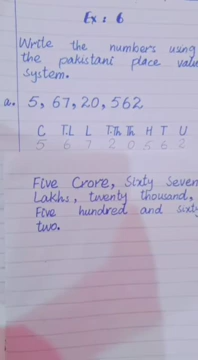 Ex : 6
Write the numbers using
the pakistani place value
system.
a. 5, 67, 20, 562
C T.L L T.Th Th H T U
5 6 7 2 0 5 6 2
Five Crore, Sixty Seven
Lakhs, twenty thousand,
Five hundred and sixty
two.